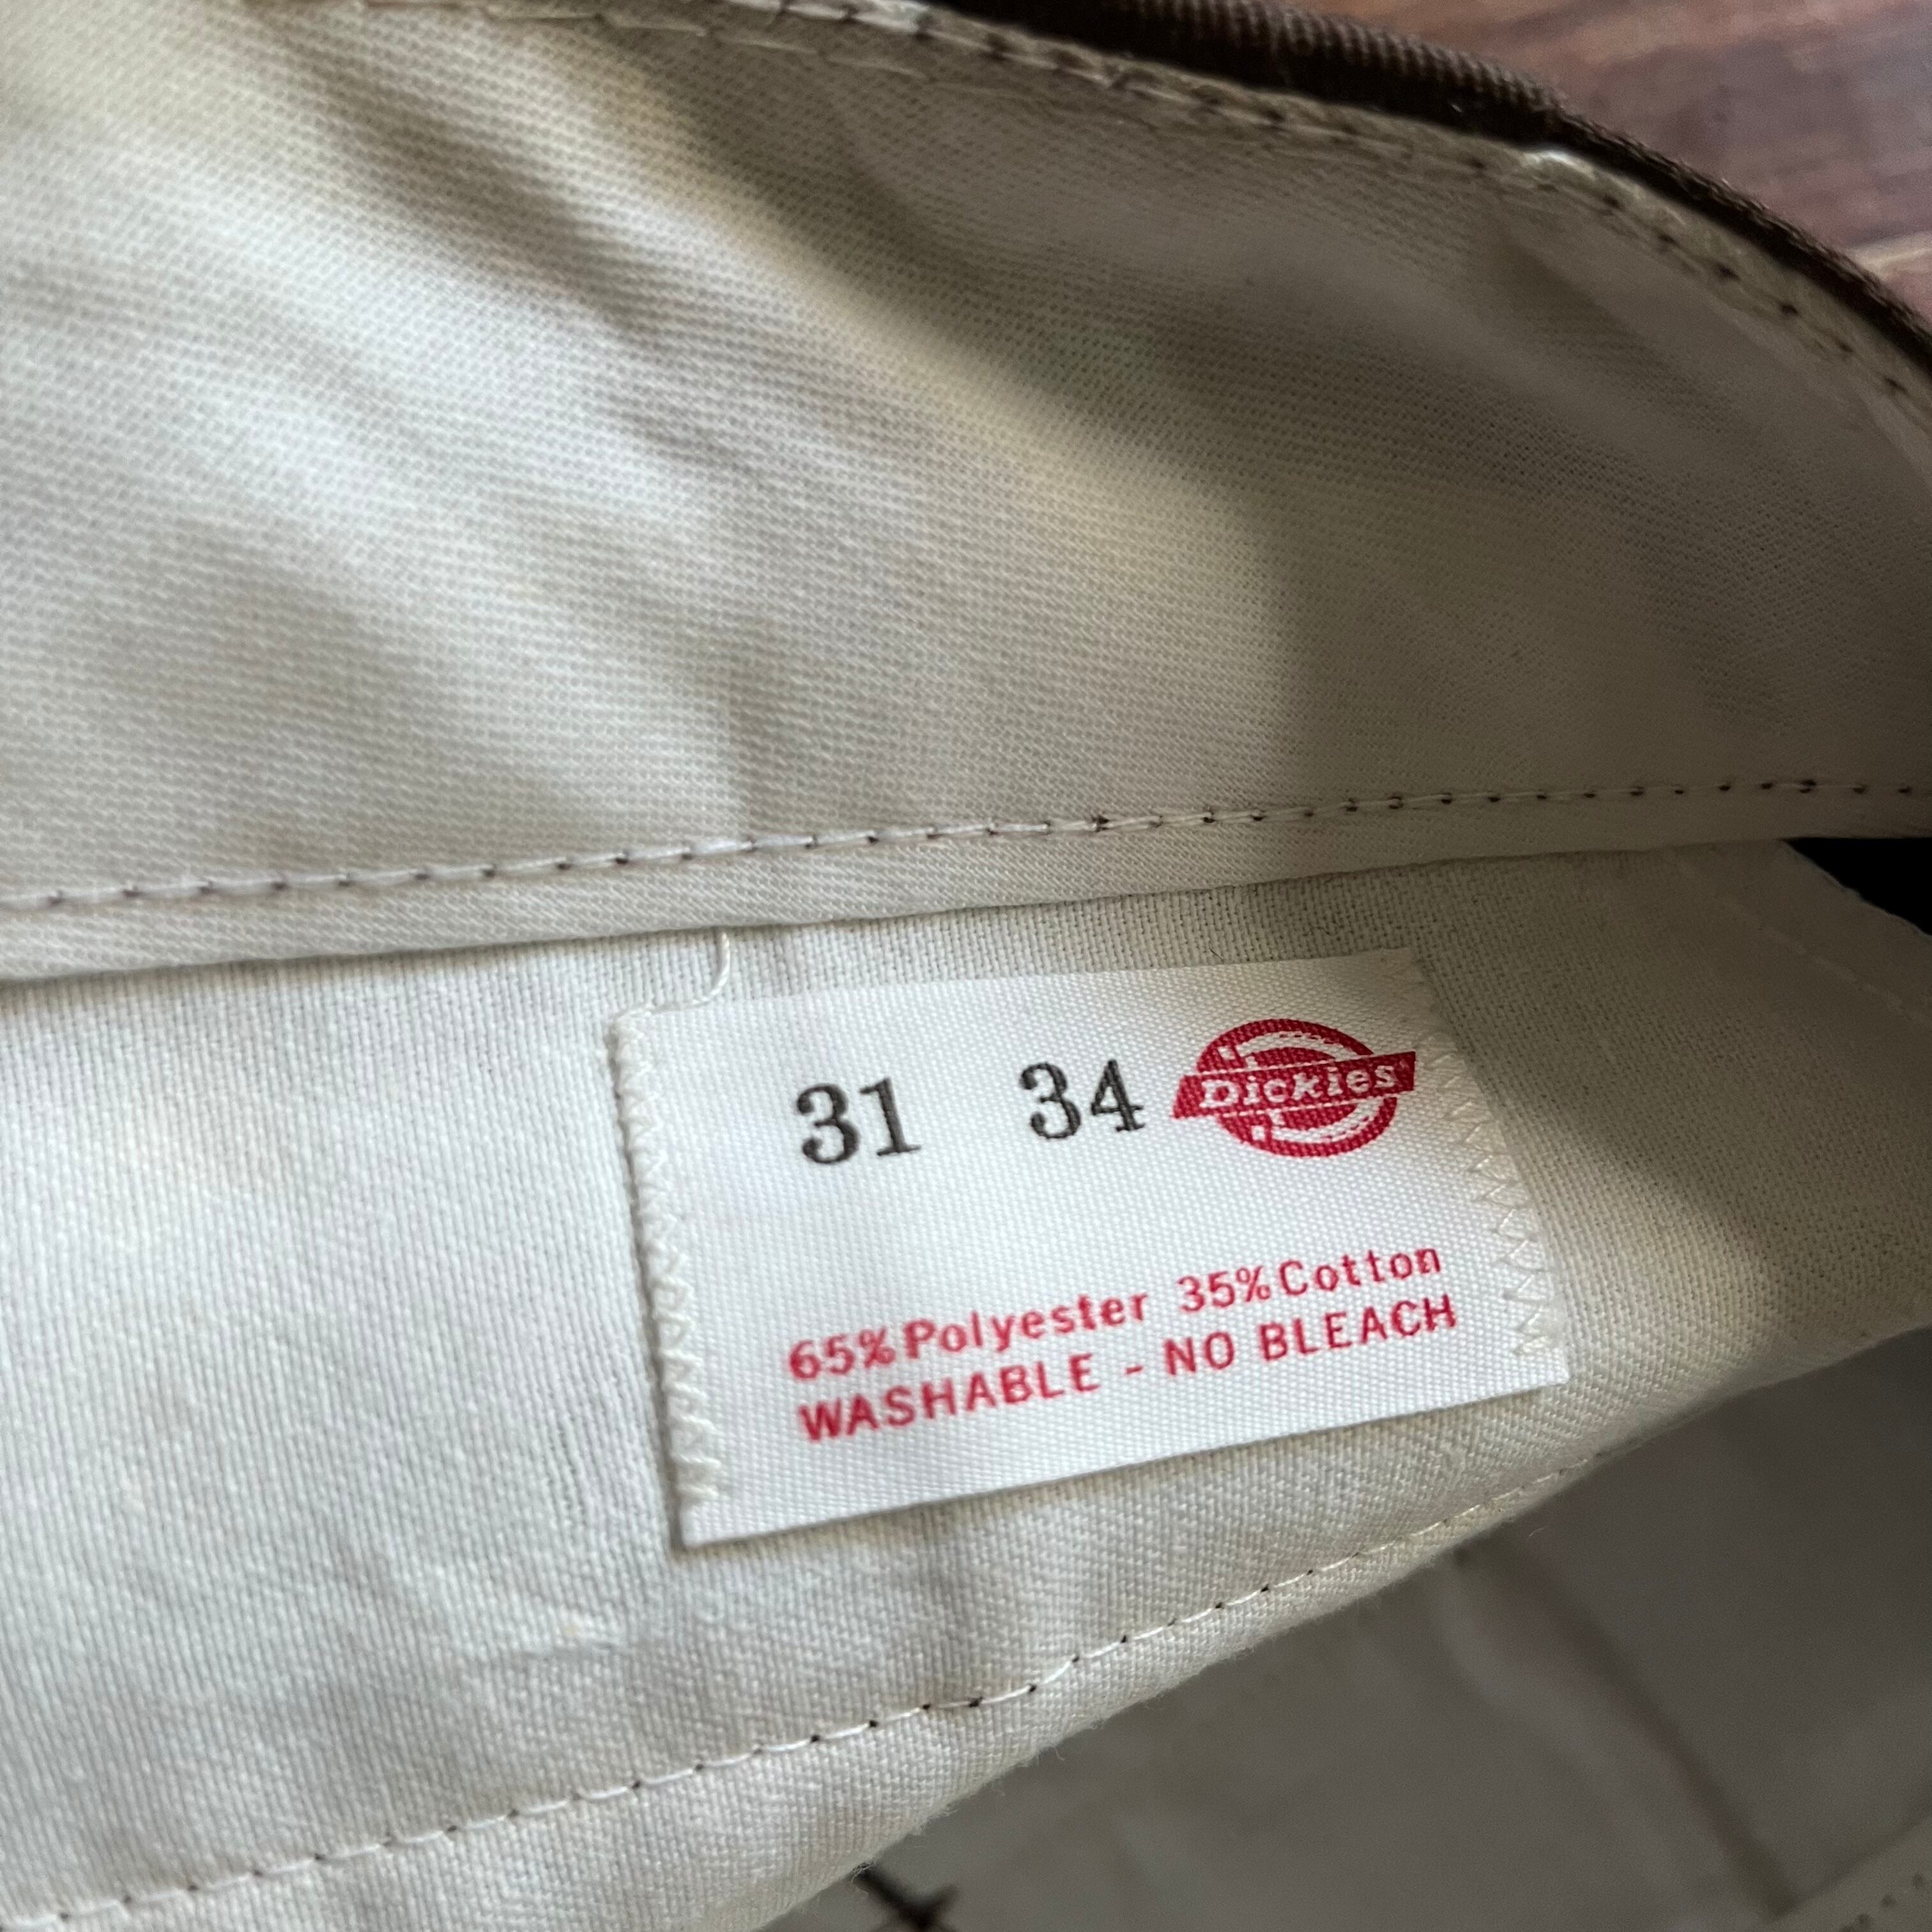 31 34 Dickies
65% Polyester 35% Cotton
WASHABLE - NO BLEACH